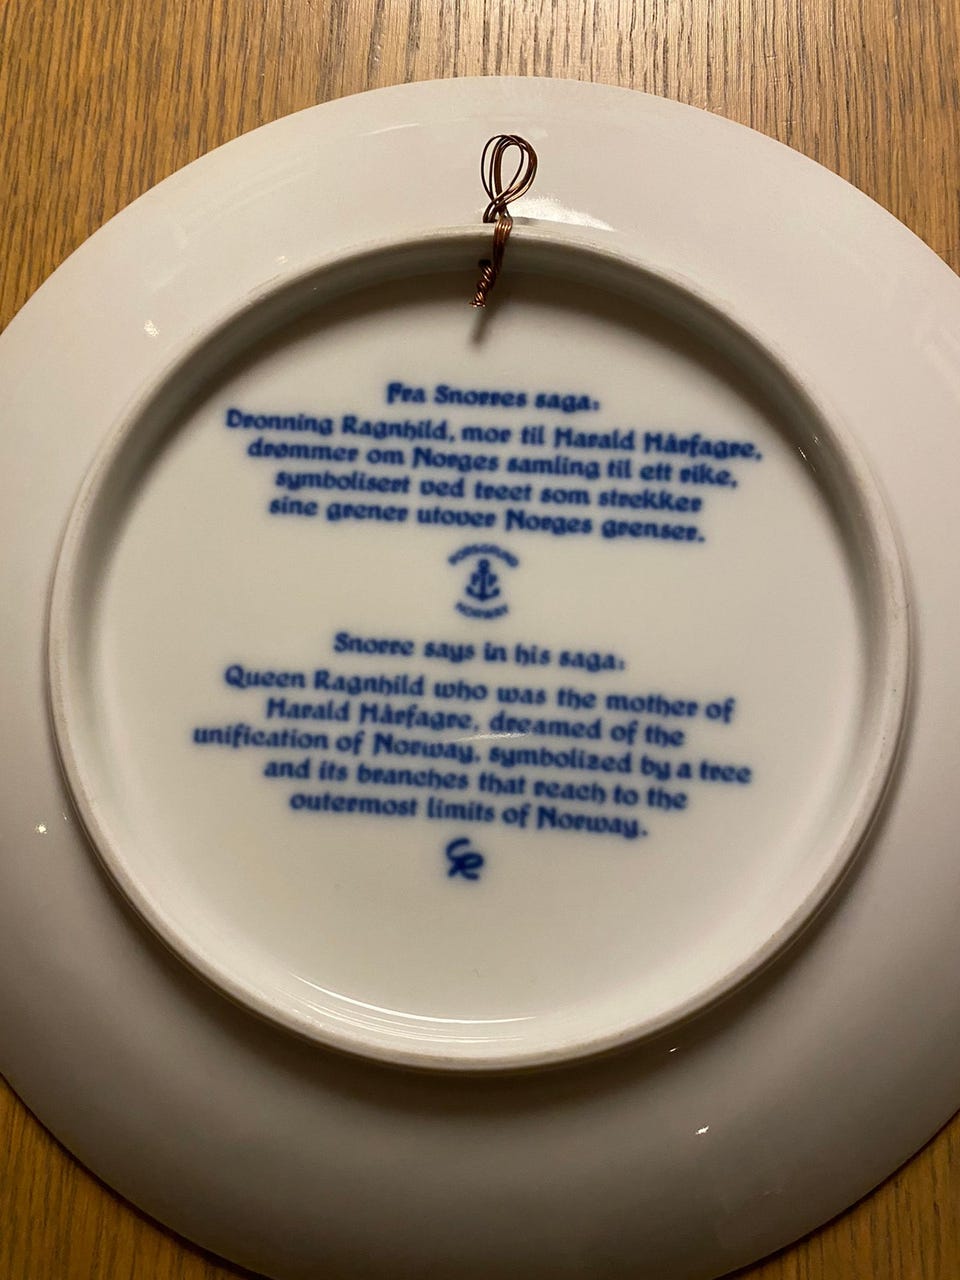 Fra Snorres saga:
Dronning Ragnhild, mor til Harald Hårfagre,
drømmer om Norges samling til ett rike,
symbolisert ved treet som strekker
sine grener utover Norges grenser.
PORSGRUND
PP
NORWAY
Snorre says in his saga:
Queen Ragnhild who was the mother of
Harald Hårfagre, dreamed of the
unification of Norway, symbolized by a tree
and its branches that reach to the
outermost limits of Norway.